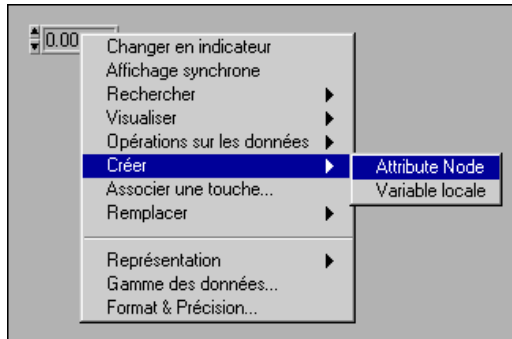 0.00
Changer en indicateur
Affichage synchrone
Rechercher
Visualiser
Opérations sur les données
Créer
Attribute Node
Variable locale
Associer une touche...
Remplacer
Représentation
Gamme des données...
Format & Précision...